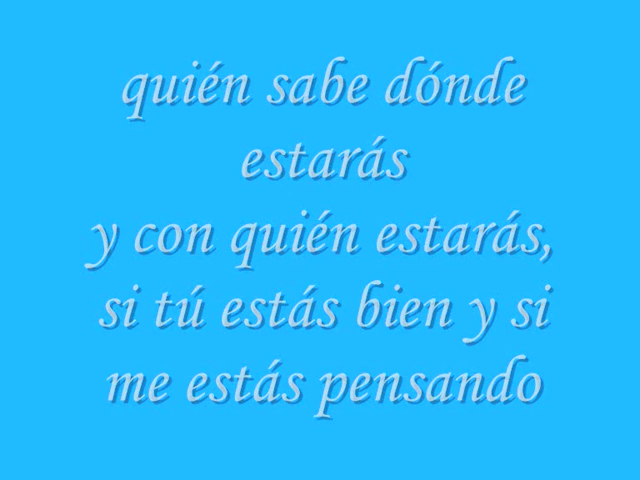 quién sabe dónde
estarás
y con quién estarás,
si tú estás bien y si
me estás pensando